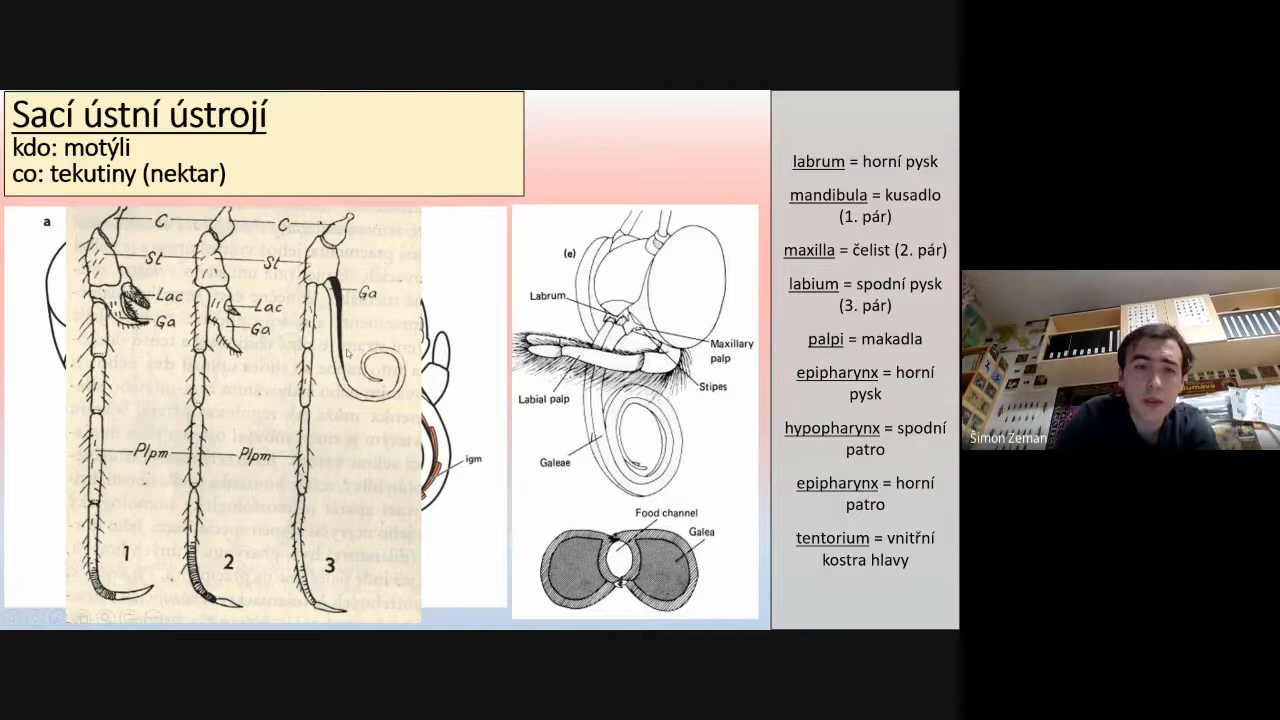 Sací ústní ústrojí
kdo: motýli
co: tekutiny (nektar)
a
C
C
St
St
Lac
Ga
Lac
Ga
Ga
Plpm
Plpm
igm
1
2
3
(e)
Labrum
Maxillary
palp
Stipes
Labial palp
Galeae
Food channel
Galea
labrum = horní pysk
mandibula = kusadlo
(1. pár)
maxilla = čelist (2. pár)
labium = spodní pysk
(3. pár)
palpi = makadla
epipharynx = horní
pysk
hypopharynx = spodní
patro
epipharynx = horní
patro
tentorium = vnitřní
kostra hlavy
Šimon Zeman
Šumava